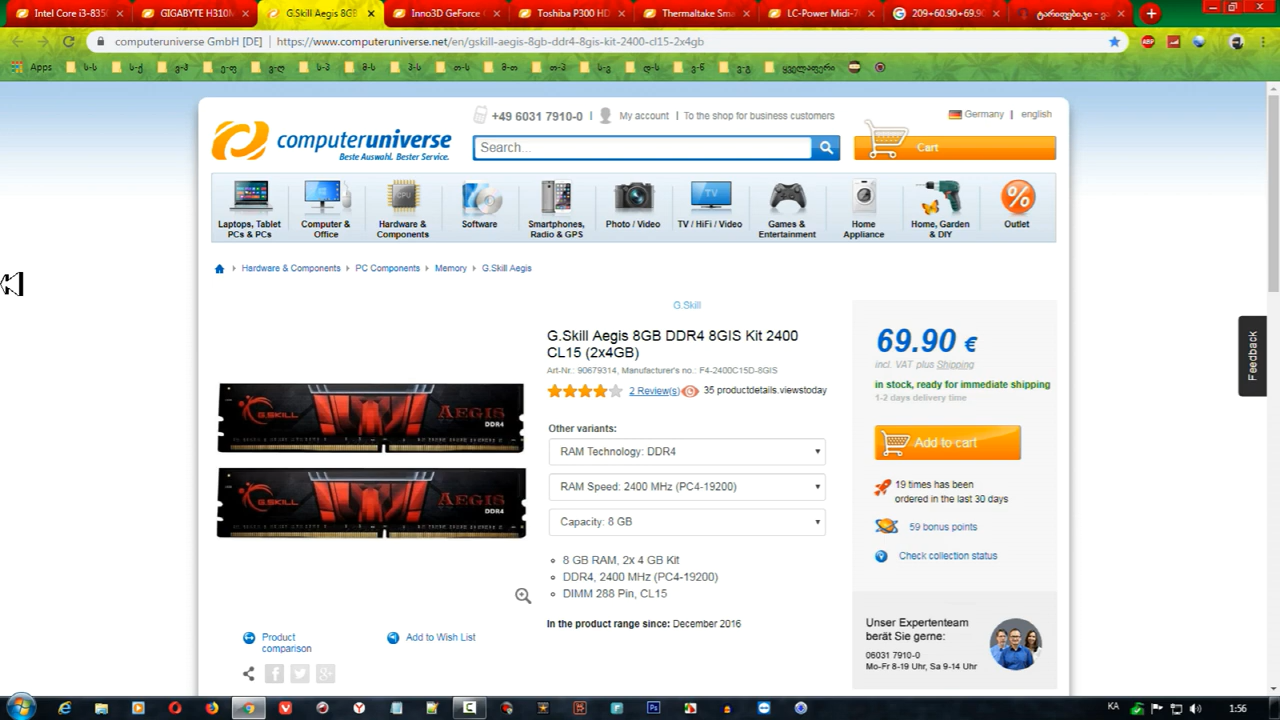 Intel Core i3-835
GIGABYTE H310M
G.Skill Aegis 8GB
Inno3D GeForce
Toshiba P300 HD
Thermaltake Sma
LC-Power Midi-
209+60.90+69.9
computeruniverse GmbH [DE] | https://www.computeruniverse.net/en/gskill-aegis-8gb-ddr4-8gis-kit-2400-cl15-2x4gb
Apps
ყველაფერი
+49 6031 7910-0 | My account | To the shop for business customers
Germany | english
computeruniverse
Beste Auswahl. Bester Service.
Search...
Cart
Laptops, Tablet PCs & PCs
Computer & Office
Hardware & Components
Software
Smartphones, Radio & GPS
Photo / Video
TV / HiFi / Video
Games & Entertainment
Home Appliance
Home, Garden & DIY
Outlet
Hardware & Components
PC Components
Memory
G.Skill Aegis
G.Skill
G.Skill Aegis 8GB DDR4 8GIS Kit 2400
CL15 (2x4GB)
Art-Nr.: 90679314, Manufacturer's no.: F4-2400C15D-8GIS
2 Review(s) 35 productdetails.viewstoday
Other variants:
RAM Technology: DDR4
RAM Speed: 2400 MHz (PC4-19200)
Capacity: 8 GB
8 GB RAM, 2x 4 GB Kit
DDR4, 2400 MHz (PC4-19200)
DIMM 288 Pin, CL15
In the product range since: December 2016
G.SKILL AEGIS
DDR4
G.SKILL AEGIS
DDR4
Product
comparison
Add to Wish List
69.90 €
incl. VAT plus Shipping
in stock, ready for immediate shipping
1-2 days delivery time
Add to cart
19 times has been
ordered in the last 30 days
59 bonus points
Check collection status
Unser Expertenteam
berät Sie gerne:
06031 7910-0
Mo-Fr 8-19 Uhr, Sa 9-14 Uhr
Feedback
KA
1:56